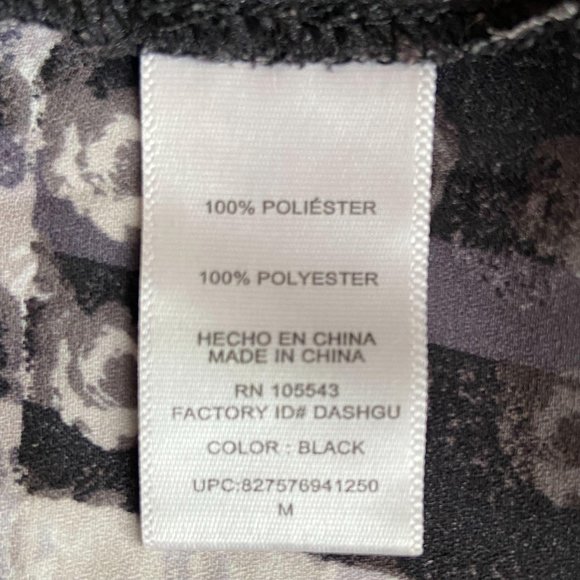 100% POLIÉSTER
100% POLYESTER
HECHO EN CHINA
MADE IN CHINA
RN 105543
FACTORY ID# DASHGU
COLOR : BLACK
UPC:827576941250
M